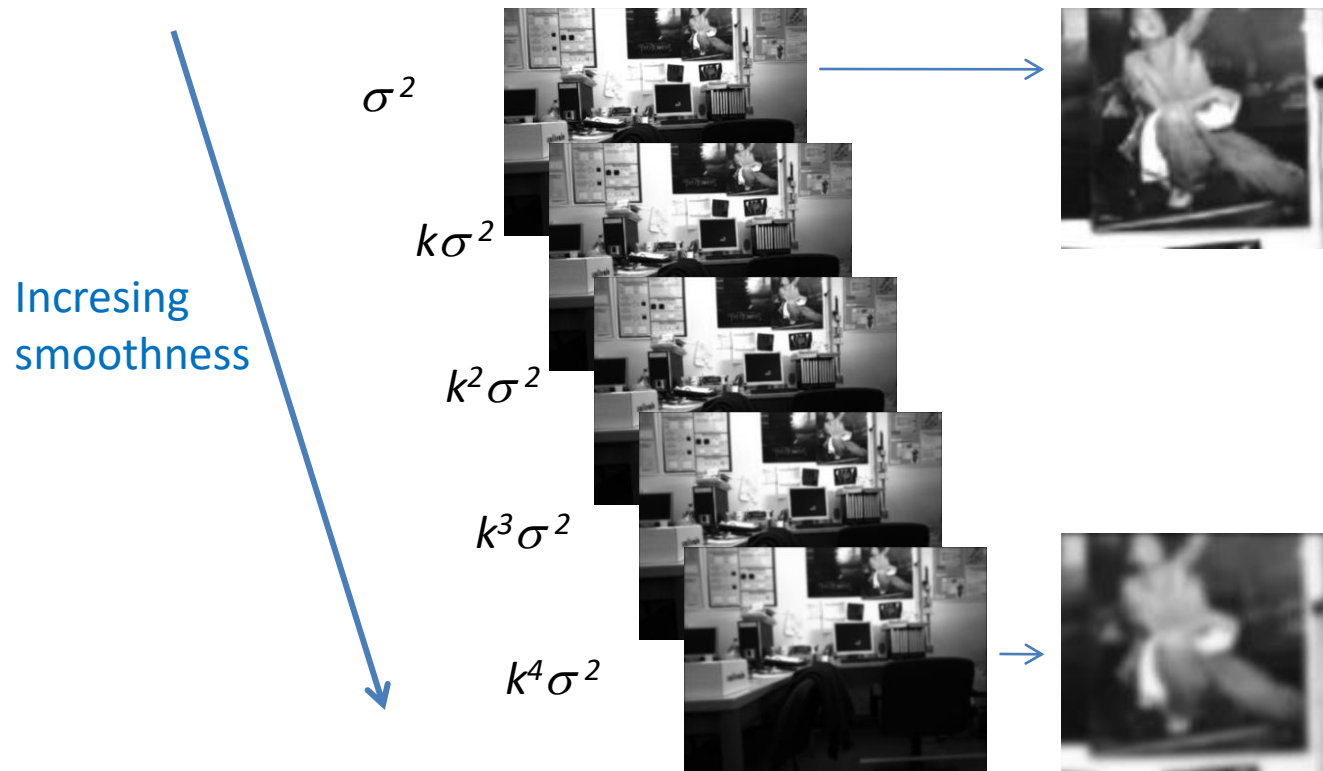 σ²
kσ²
Incresing
smoothness
k²σ²
k³σ²
k⁴σ²